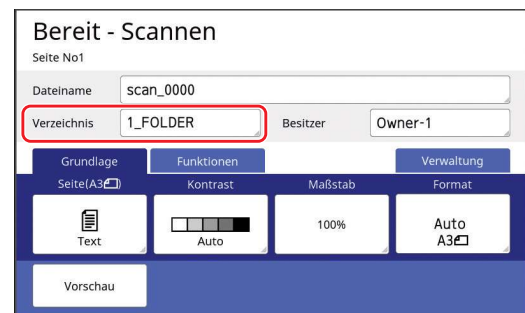 Bereit - Scannen
Seite No1
Dateiname scan_0000
Verzeichnis 1_FOLDER Besitzer Owner-1
Grundlage Funktionen Verwaltung
Seite(A3) Kontrast Maßstab Format
Text Auto 100% Auto
A3
Vorschau